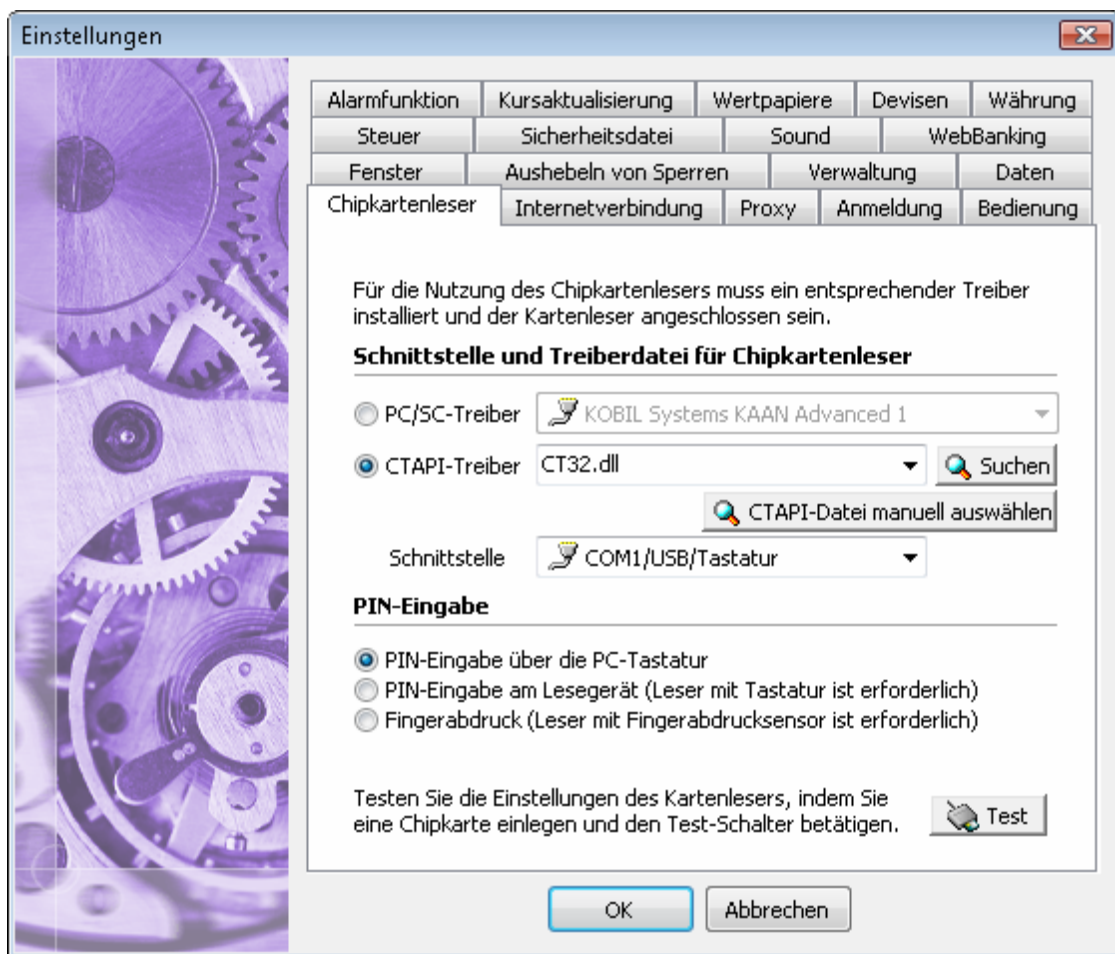 Einstellungen
Alarmfunktion Kursaktualisierung Wertpapiere Devisen Währung
Steuer Sicherheitsdatei Sound WebBanking
Fenster Aushebeln von Sperren Verwaltung Daten
Chipkartenleser Internetverbindung Proxy Anmeldung Bedienung
Für die Nutzung des Chipkartenlesers muss ein entsprechender Treiber
installiert und der Kartenleser angeschlossen sein.
Schnittstelle und Treiberdatei für Chipkartenleser
PC/SC-Treiber KOBIL Systems KAAN Advanced 1
CTAPI-Treiber CT32.dll Suchen
CTAPI-Datei manuell auswählen
Schnittstelle COM1/USB/Tastatur
PIN-Eingabe
PIN-Eingabe über die PC-Tastatur
PIN-Eingabe am Lesegerät (Leser mit Tastatur ist erforderlich)
Fingerabdruck (Leser mit Fingerabdrucksensor ist erforderlich)
Testen Sie die Einstellungen des Kartenlesers, indem Sie
eine Chipkarte einlegen und den Test-Schalter betätigen. Test
OK Abbrechen